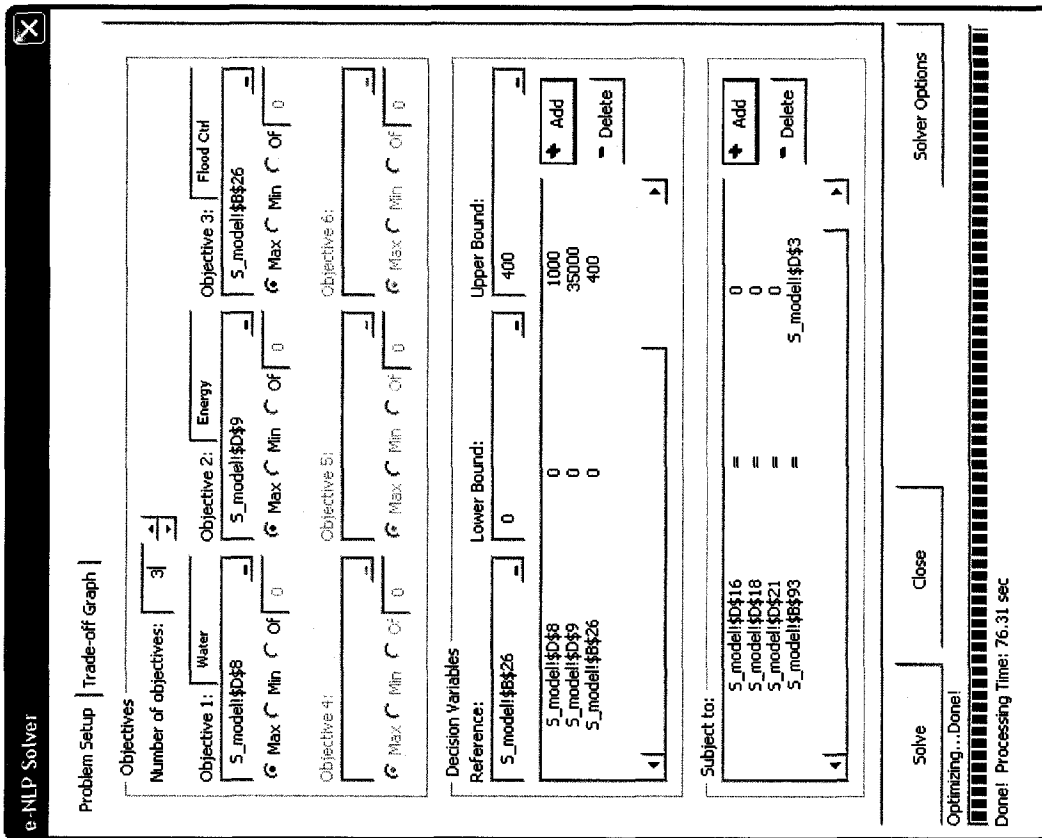 e-NLP Solver
Problem Setup Trade-off Graph
Objectives
Number of objectives: 3
Objective 1: Water Objective 2: Energy Objective 3: Flood Ctrl
S_model!$D$8 S_model!$D$9 S_model!$B$26
Max Min Of 0 Max Min Of 0 Max Min Of 0
Objective 4: Objective 5: Objective 6:
Max Min Of 0 Max Min Of 0 Max Min Of 0
Decision Variables
Reference: Lower Bound: Upper Bound:
S_model!$B$26 0 400
S_model!$D$8 0 1000
S_model!$D$9 0 35000
S_model!$B$26 0 400
+ Add
- Delete
Subject to:
S_model!$D$16 = 0
S_model!$D$18 = 0
S_model!$D$21 = 0
S_model!$B$93 = S_model!$D$3
+ Add
- Delete
Solve Close Solver Options
Optimizing...Done!
Done! Processing Time: 76.31 sec